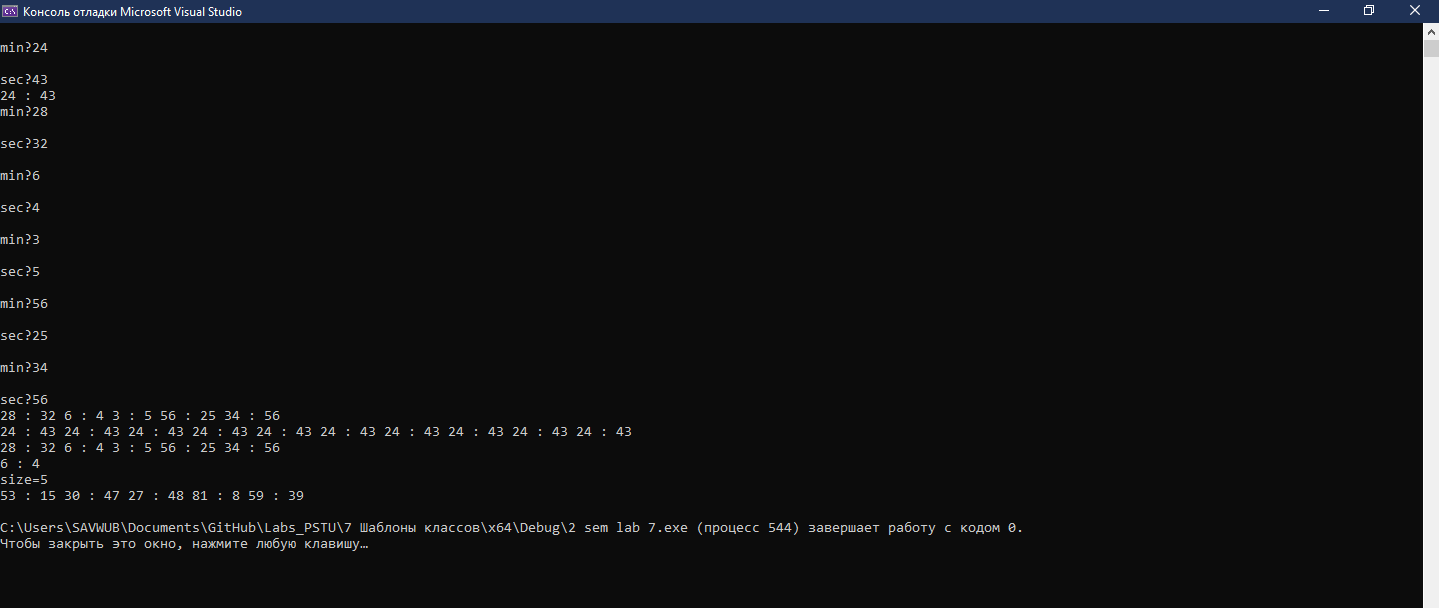 Консоль отладки Microsoft Visual Studio
min?24
sec?43
24 : 43
min?28
sec?32
min?6
sec?4
min?3
sec?5
min?56
sec?25
min?34
sec?56
28 : 32 6 : 4 3 : 5 56 : 25 34 : 56
24 : 43 24 : 43 24 : 43 24 : 43 24 : 43 24 : 43 24 : 43 24 : 43 24 : 43 24 : 43
28 : 32 6 : 4 3 : 5 56 : 25 34 : 56
6 : 4
size=5
53 : 15 30 : 47 27 : 48 81 : 8 59 : 39
C:\Users\SAVWUB\Documents\GitHub\Labs_PSTU\7 Шаблоны классов\x64\Debug\2 sem lab 7.exe (процесс 544) завершает работу с кодом 0.
Чтобы закрыть это окно, нажмите любую клавишу…